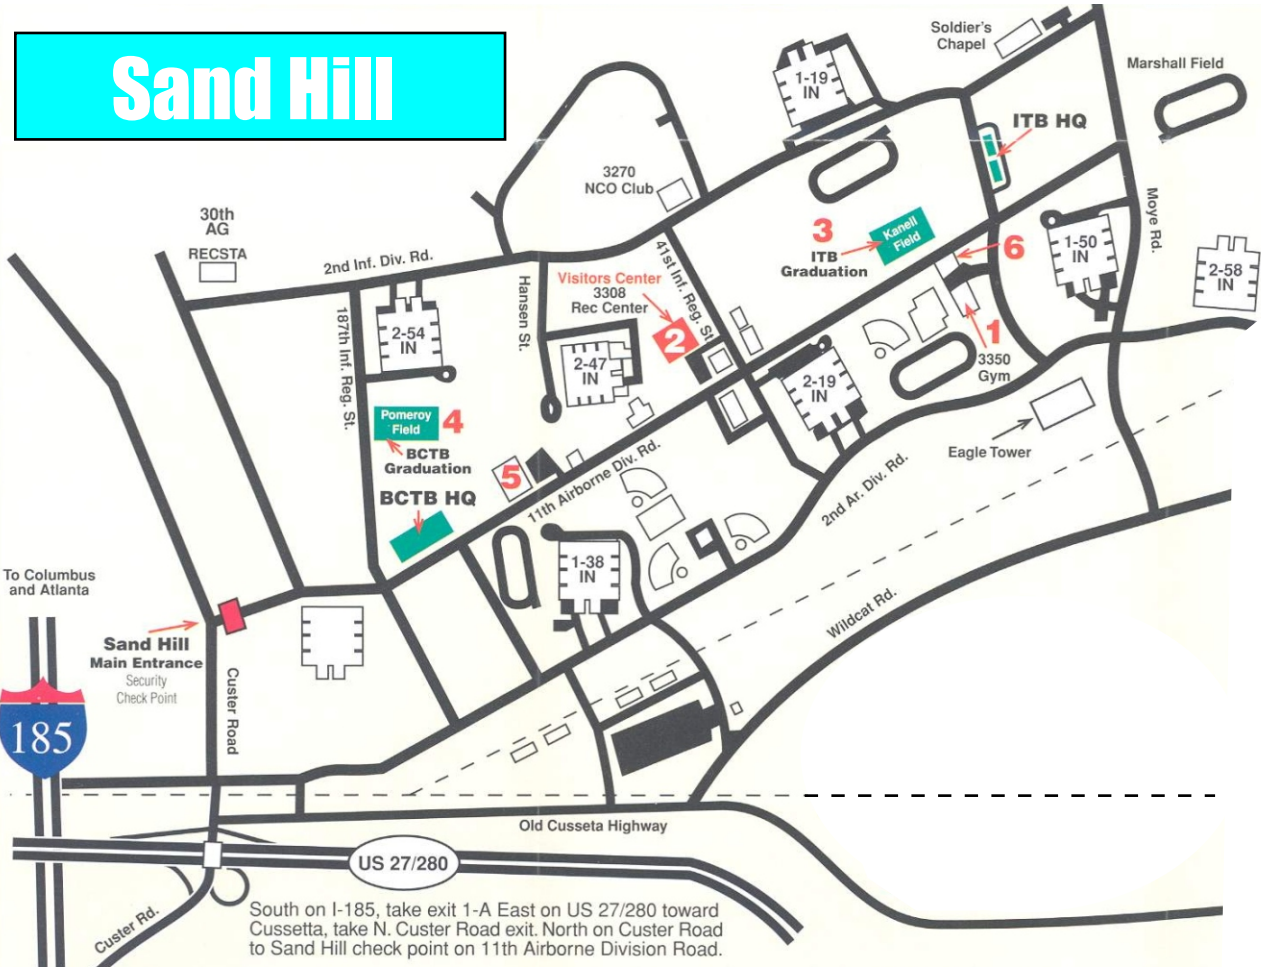 Sand Hill
Soldier's
Chapel
Marshall Field
1-19
IN
ITB HQ
3270
NCO Club
30th
AG
RECSTA
2nd Inf. Div. Rd.
41st Inf. Reg. St.
3
ITB
Graduation
Kanell
Field
6
1-50
IN
Moye Rd.
2-58
IN
Hansen St.
Visitors Center
3308
Rec Center
2
187th Inf. Reg. St.
2-54
IN
2-47
IN
1
3350
Gym
2-19
IN
Pomeroy
Field
4
BCTB
Graduation
BCTB HQ
5
11th Airborne Div. Rd.
Eagle Tower
2nd Ar. Div. Rd.
1-38
IN
To Columbus
and Atlanta
Sand Hill
Main Entrance
Security
Check Point
Wildcat Rd.
Custer Road
185
Old Cusseta Highway
US 27/280
Custer Rd.
South on I-185, take exit 1-A East on US 27/280 toward
Cussetta, take N. Custer Road exit. North on Custer Road
to Sand Hill check point on 11th Airborne Division Road.